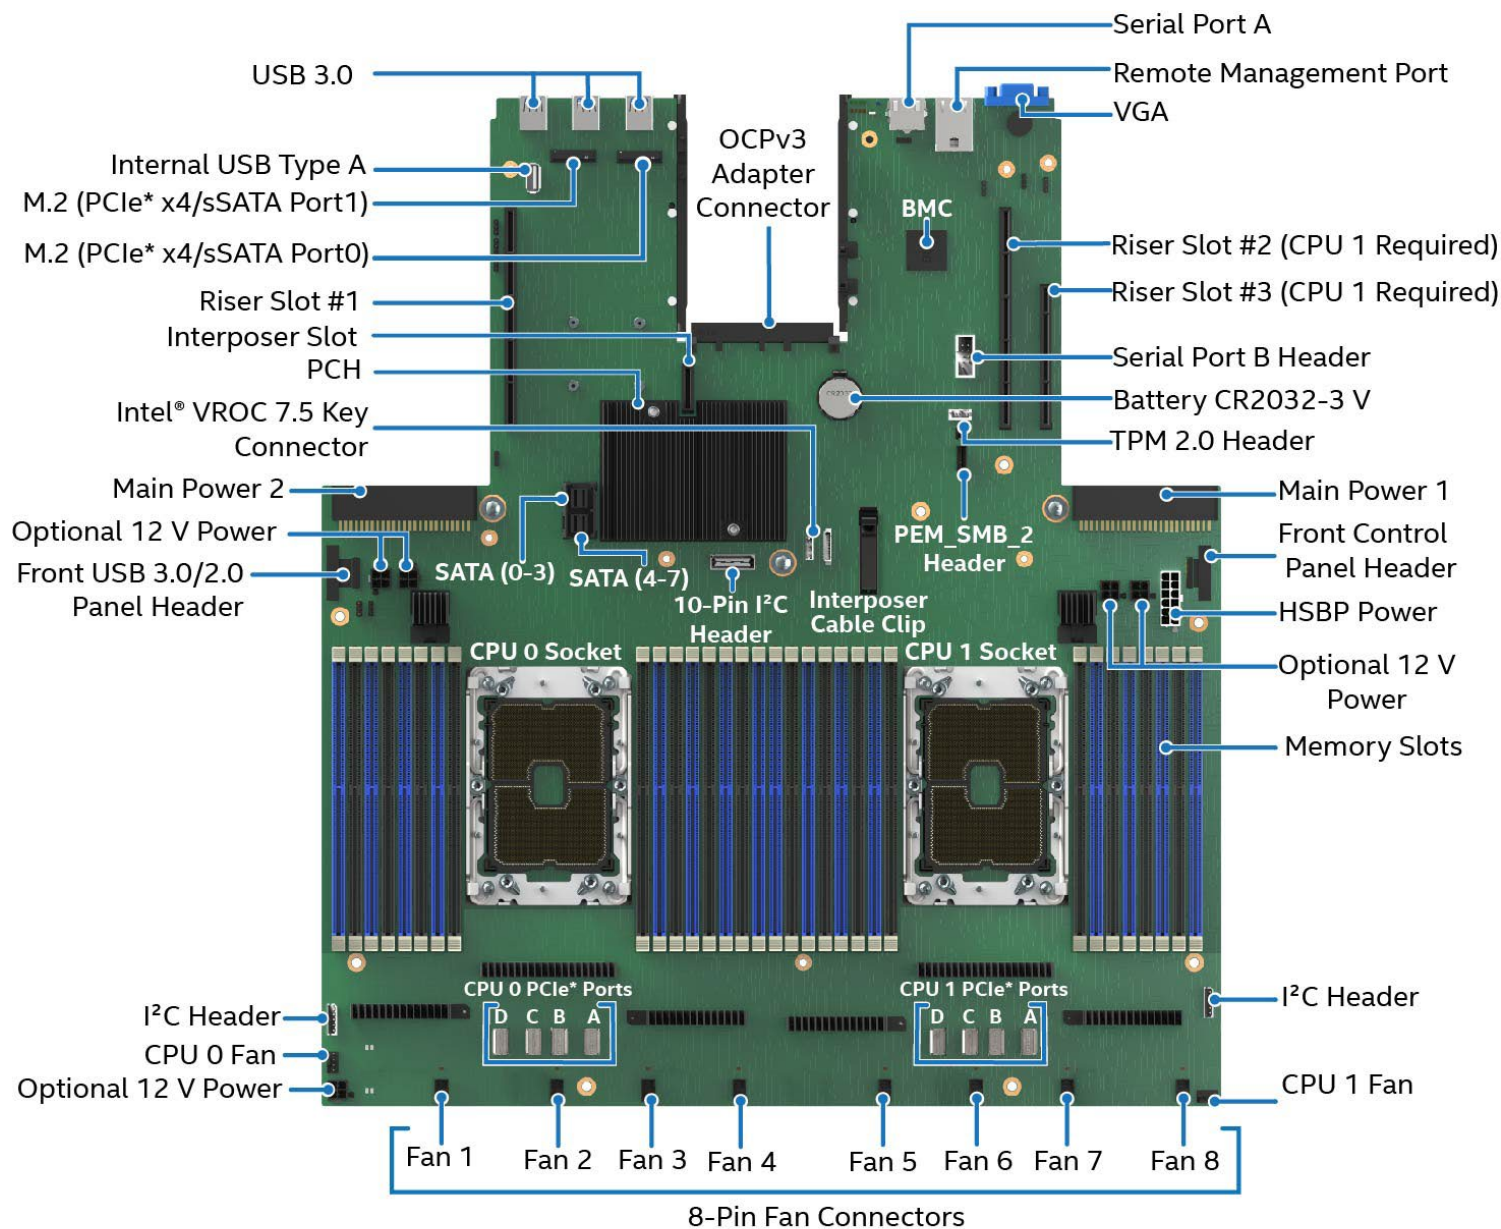 Serial Port A
USB 3.0
Remote Management Port
VGA
OCPv3
Adapter
Connector
Internal USB Type A
M.2 (PCIe* x4/sSATA Port1)
BMC
M.2 (PCIe* x4/sSATA Port0)
Riser Slot #2 (CPU 1 Required)
Riser Slot #1
Riser Slot #3 (CPU 1 Required)
Interposer Slot
PCH
Serial Port B Header
CR2032
Battery CR2032-3 V
Intel® VROC 7.5 Key
Connector
TPM 2.0 Header
Main Power 2
Main Power 1
Optional 12 V Power
PEM_SMB_2
Header
Front Control
Panel Header
Front USB 3.0/2.0
Panel Header
SATA (0-3)
SATA (4-7)
10-Pin I²C
Header
Interposer
Cable Clip
HSBP Power
CPU 0 Socket
CPU 1 Socket
Optional 12 V
Power
Memory Slots
CPU 0 PCIe* Ports
D C B A
CPU 1 PCIe* Ports
D C B A
I²C Header
I²C Header
CPU 0 Fan
Optional 12 V Power
CPU 1 Fan
Fan 1
Fan 2
Fan 3
Fan 4
Fan 5
Fan 6
Fan 7
Fan 8
8-Pin Fan Connectors